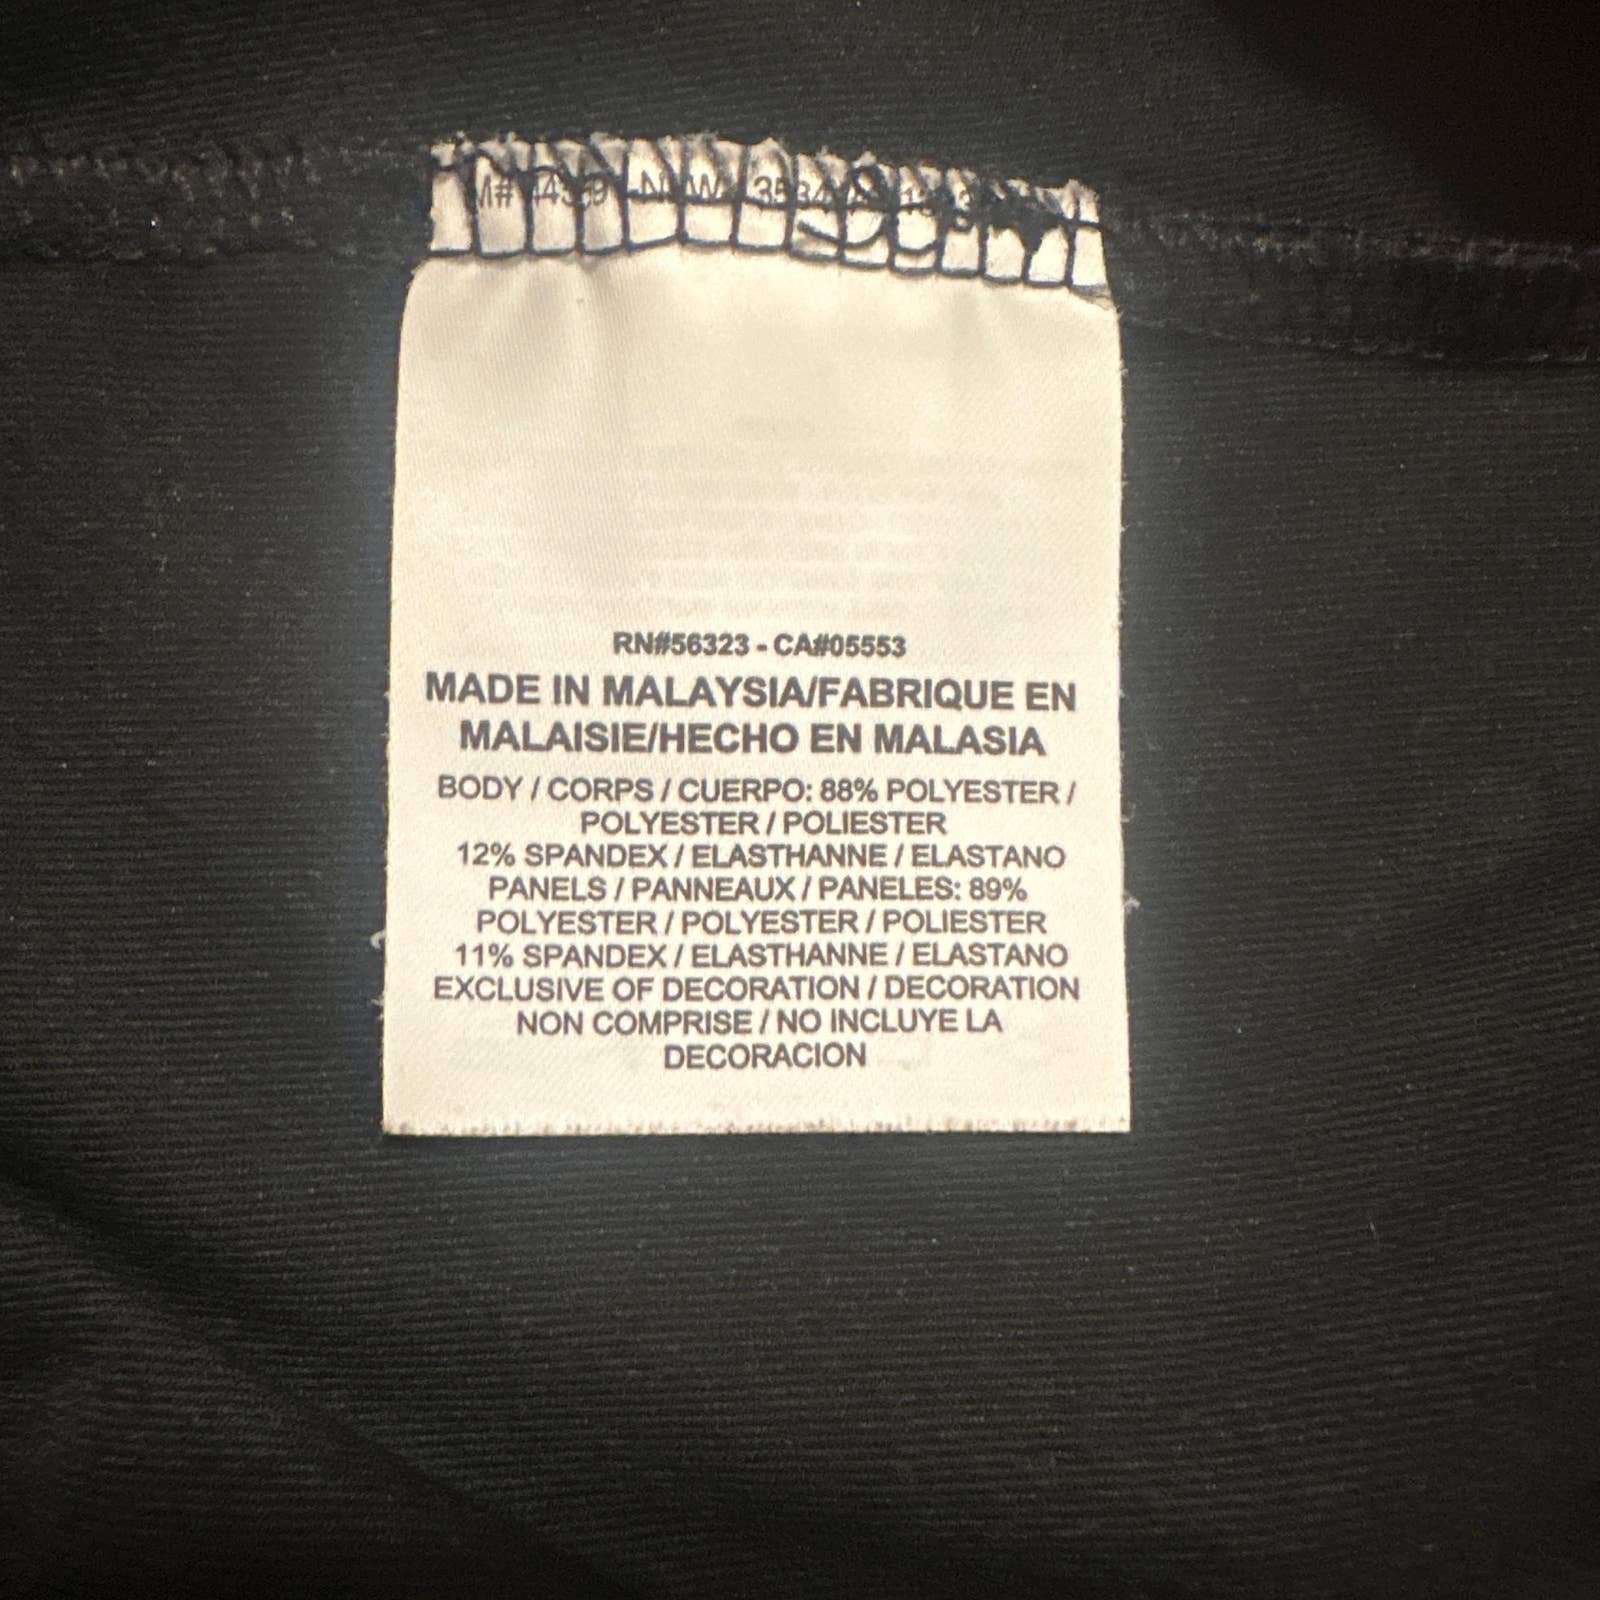 RN#56323 - CA#05553
MADE IN MALAYSIA/FABRIQUE EN
MALAISIE/HECHO EN MALASIA
BODY / CORPS / CUERPO: 88% POLYESTER /
POLYESTER / POLIESTER
12% SPANDEX / ELASTHANNE / ELASTANO
PANELS / PANNEAUX / PANELES: 89%
POLYESTER / POLYESTER / POLIESTER
11% SPANDEX / ELASTHANNE / ELASTANO
EXCLUSIVE OF DECORATION / DECORATION
NON COMPRISE / NO INCLUYE LA
DECORACION